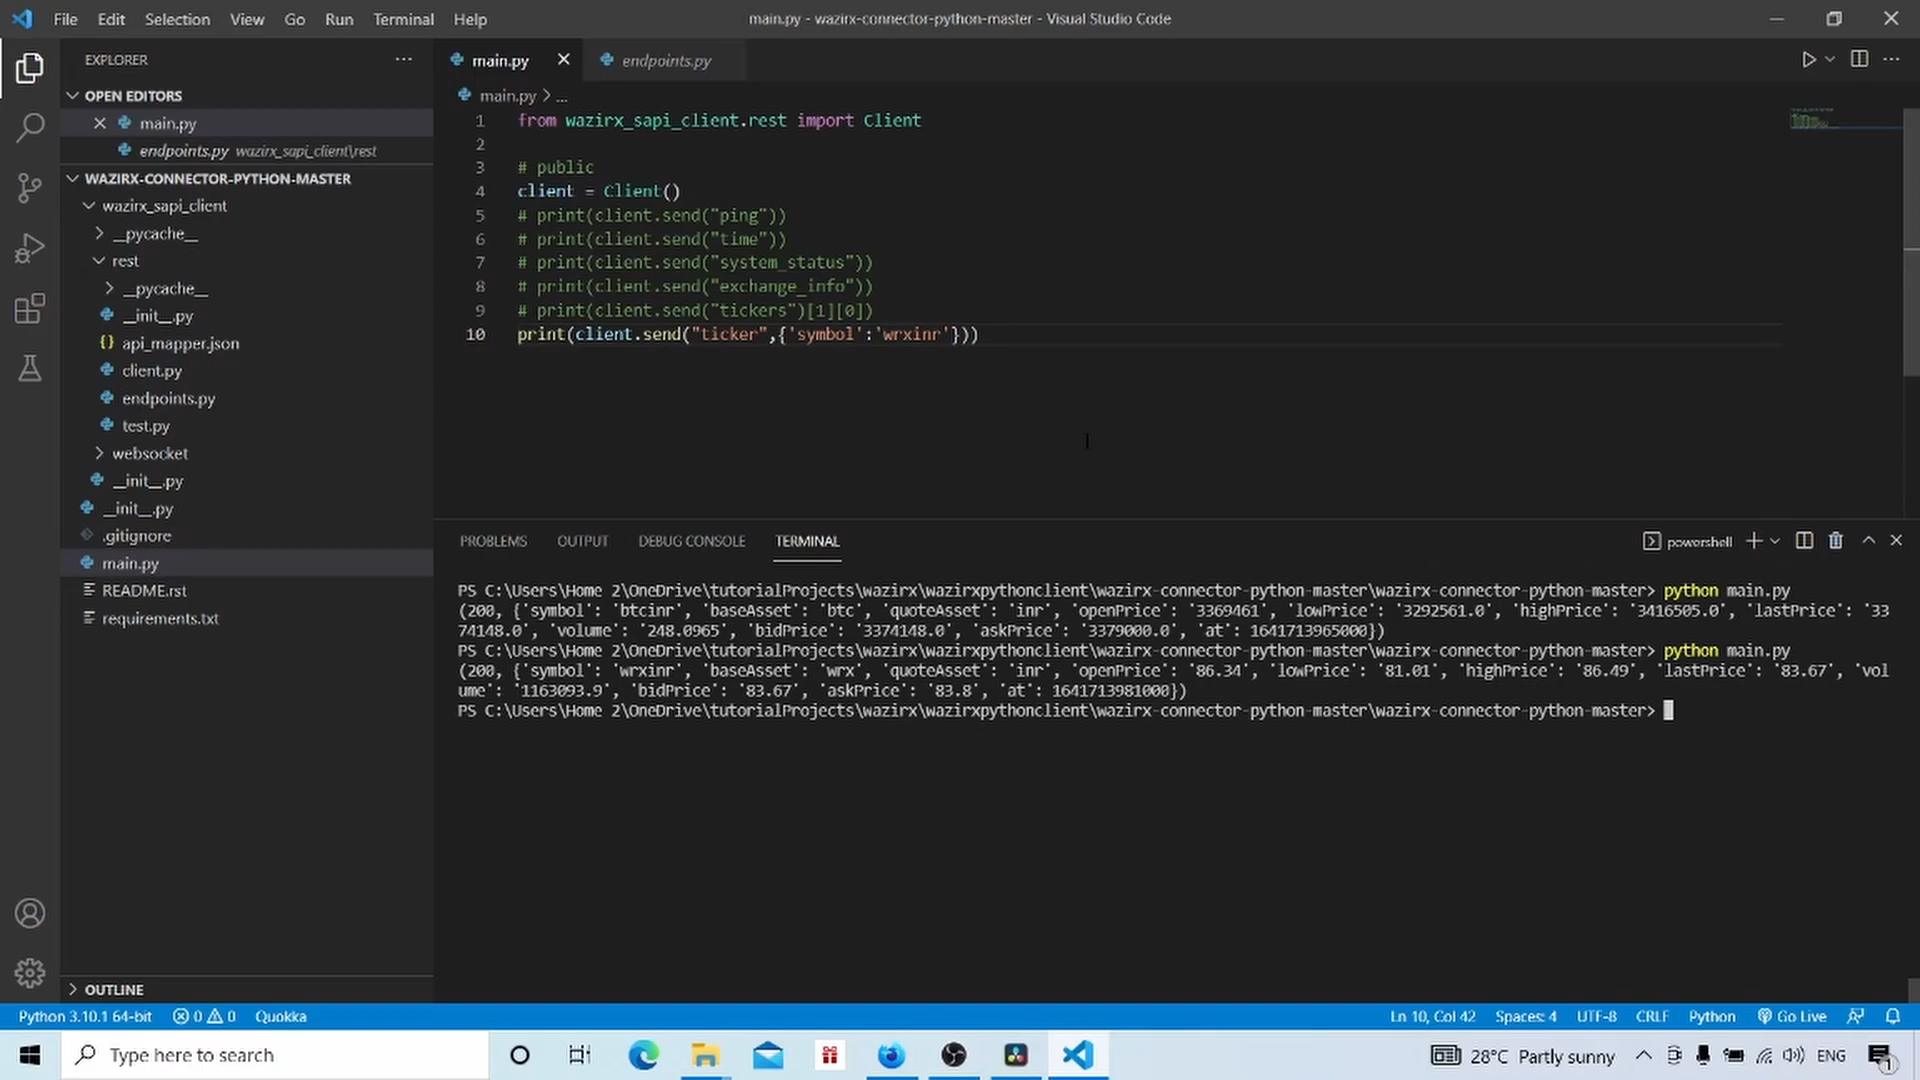 File Edit Selection View Go Run Terminal Help
main.py - wazirx-connector-python-master - Visual Studio Code
EXPLORER
OPEN EDITORS
main.py
endpoints.py wazirx_sapi_client\rest
WAZIRX-CONNECTOR-PYTHON-MASTER
wazirx_sapi_client
__pycache__
rest
__pycache__
__init__.py
api_mapper.json
client.py
endpoints.py
test.py
websocket
__init__.py
__init__.py
.gitignore
main.py
README.rst
requirements.txt
OUTLINE
main.py endpoints.py
main.py > ...
1 from wazirx_sapi_client.rest import Client
2
3 # public
4 client = Client()
5 # print(client.send("ping"))
6 # print(client.send("time"))
7 # print(client.send("system_status"))
8 # print(client.send("exchange_info"))
9 # print(client.send("tickers")[1][0])
10 print(client.send("ticker",{'symbol':'wrxinr'}))
PROBLEMS OUTPUT DEBUG CONSOLE TERMINAL
powershell
PS C:\Users\Home 2\OneDrive\tutorialProjects\wazirx\wazirxpythonclient\wazirx-connector-python-master\wazirx-connector-python-master> python main.py
(200, {'symbol': 'btcinr', 'baseAsset': 'btc', 'quoteAsset': 'inr', 'openPrice': '3369461', 'lowPrice': '3292561.0', 'highPrice': '3416505.0', 'lastPrice': '33
74148.0', 'volume': '248.0965', 'bidPrice': '3374148.0', 'askPrice': '3379000.0', 'at': 1641713965000})
PS C:\Users\Home 2\OneDrive\tutorialProjects\wazirx\wazirxpythonclient\wazirx-connector-python-master\wazirx-connector-python-master> python main.py
(200, {'symbol': 'wrxinr', 'baseAsset': 'wrx', 'quoteAsset': 'inr', 'openPrice': '86.34', 'lowPrice': '81.01', 'highPrice': '86.49', 'lastPrice': '83.67', 'vol
ume': '1163093.9', 'bidPrice': '83.67', 'askPrice': '83.8', 'at': 1641713981000})
PS C:\Users\Home 2\OneDrive\tutorialProjects\wazirx\wazirxpythonclient\wazirx-connector-python-master\wazirx-connector-python-master>
Python 3.10.1 64-bit 0 0 Quokka
Ln 10, Col 42 Spaces: 4 UTF-8 CRLF Python Go Live
Type here to search
28°C Partly sunny ENG 1